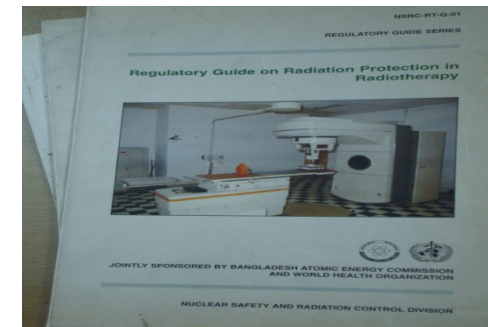 NSRC-RT-G-01
REGULATORY GUIDE SERIES
Regulatory Guide on Radiation Protection in
Radiotherapy
JOINTLY SPONSORED BY BANGLADESH ATOMIC ENERGY COMMISSION
AND WORLD HEALTH ORGANIZATION
NUCLEAR SAFETY AND RADIATION CONTROL DIVISION